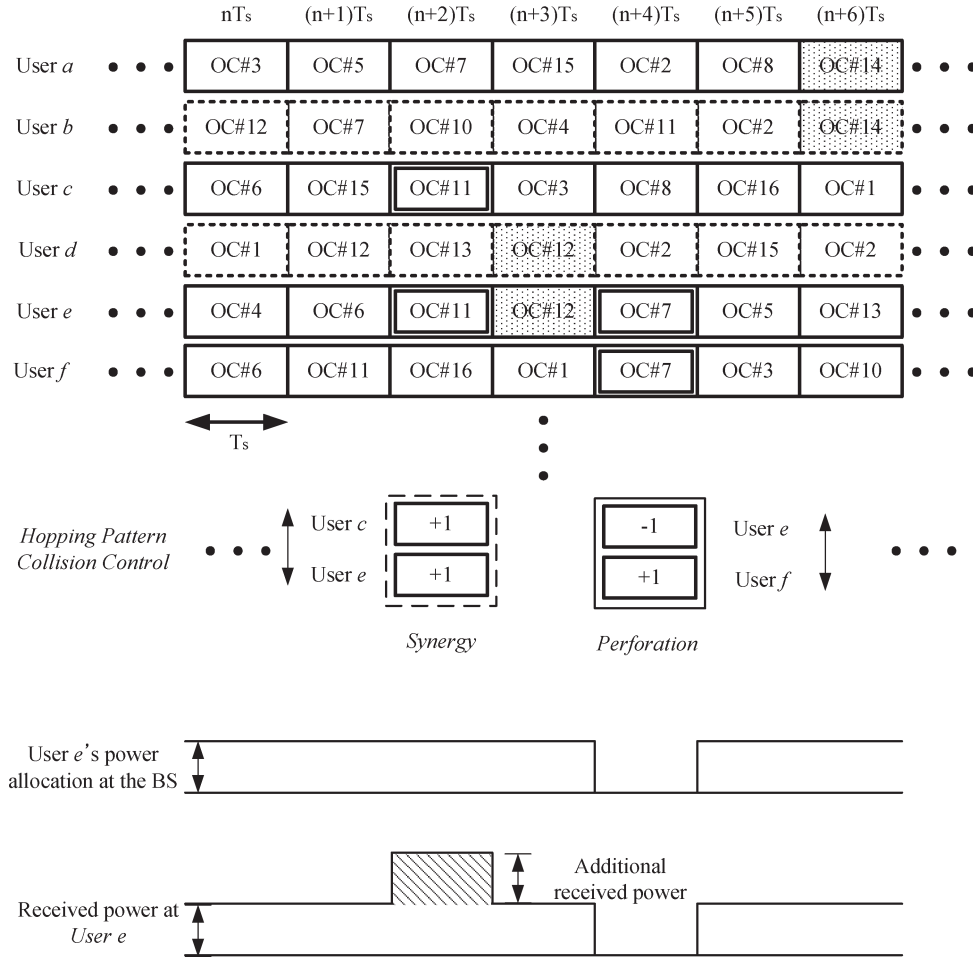 nTs (n+1)Ts (n+2)Ts (n+3)Ts (n+4)Ts (n+5)Ts (n+6)Ts
User a OC#3 OC#5 OC#7 OC#15 OC#2 OC#8 OC#14
User b OC#12 OC#7 OC#10 OC#4 OC#11 OC#2 OC#14
User c OC#6 OC#15 OC#11 OC#3 OC#8 OC#16 OC#1
User d OC#1 OC#12 OC#13 OC#12 OC#2 OC#15 OC#2
User e OC#4 OC#6 OC#11 OC#12 OC#7 OC#5 OC#13
User f OC#6 OC#11 OC#16 OC#1 OC#7 OC#3 OC#10
Ts
Hopping Pattern
Collision Control
User c +1 -1 User e
User e +1 +1 User f
Synergy Perforation
User e's power
allocation at the BS
Additional
received power
Received power at
User e